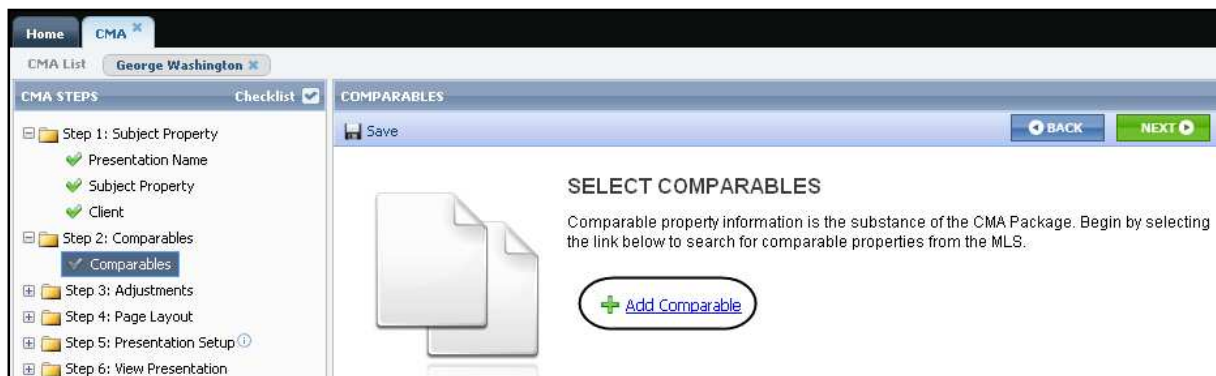 Home CMA
CMA List George Washington
CMA STEPS Checklist
Step 1: Subject Property
Presentation Name
Subject Property
Client
Step 2: Comparables
Comparables
Step 3: Adjustments
Step 4: Page Layout
Step 5: Presentation Setup
Step 6: View Presentation
COMPARABLES
Save BACK NEXT
SELECT COMPARABLES
Comparable property information is the substance of the CMA Package. Begin by selecting
the link below to search for comparable properties from the MLS.
Add Comparable